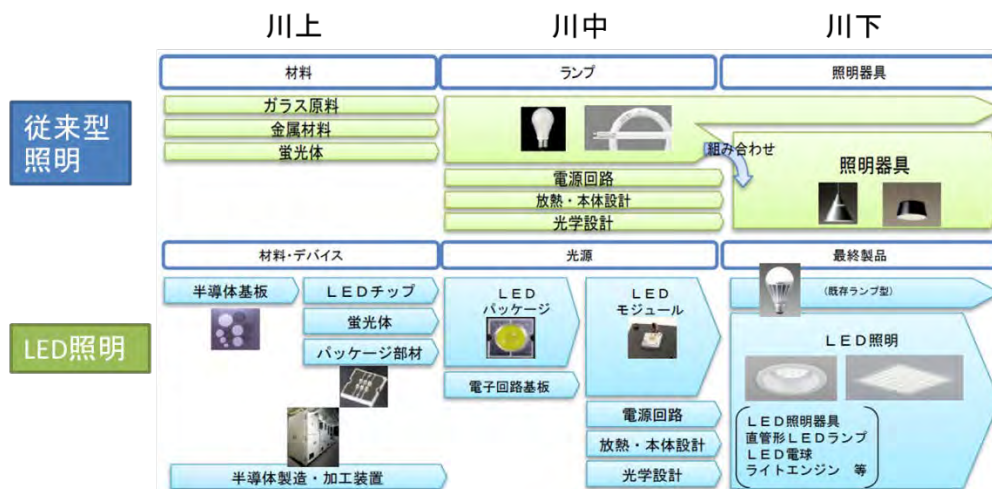 川上
川中
川下
材料
ランプ
照明器具
従来型
照明
ガラス原料
金属材料
蛍光体
組み合わせ
照明器具
電源回路
放熱・本体設計
光学設計
材料・デバイス
光源
最終製品
LED照明
半導体基板
ＬＥＤチップ
蛍光体
パッケージ部材
半導体製造・加工装置
ＬＥＤ
パッケージ
電子回路基板
ＬＥＤ
モジュール
電源回路
放熱・本体設計
光学設計
（既存ランプ型）
ＬＥＤ照明
ＬＥＤ照明器具
直管形ＬＥＤランプ
ＬＥＤ電球
ライトエンジン　等